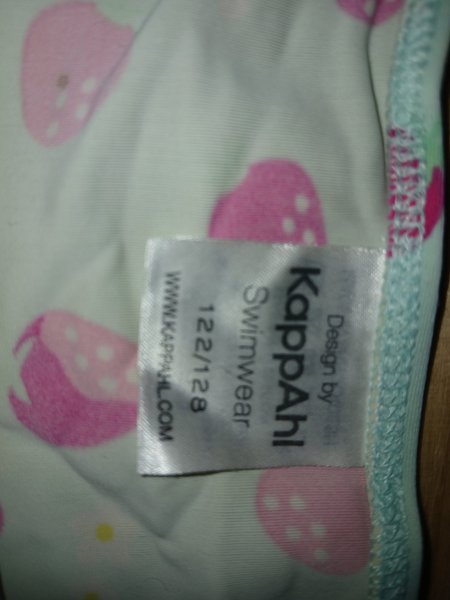 Design by
KappAhl
Swimwear
122/128
WWW.KAPPAHL.COM